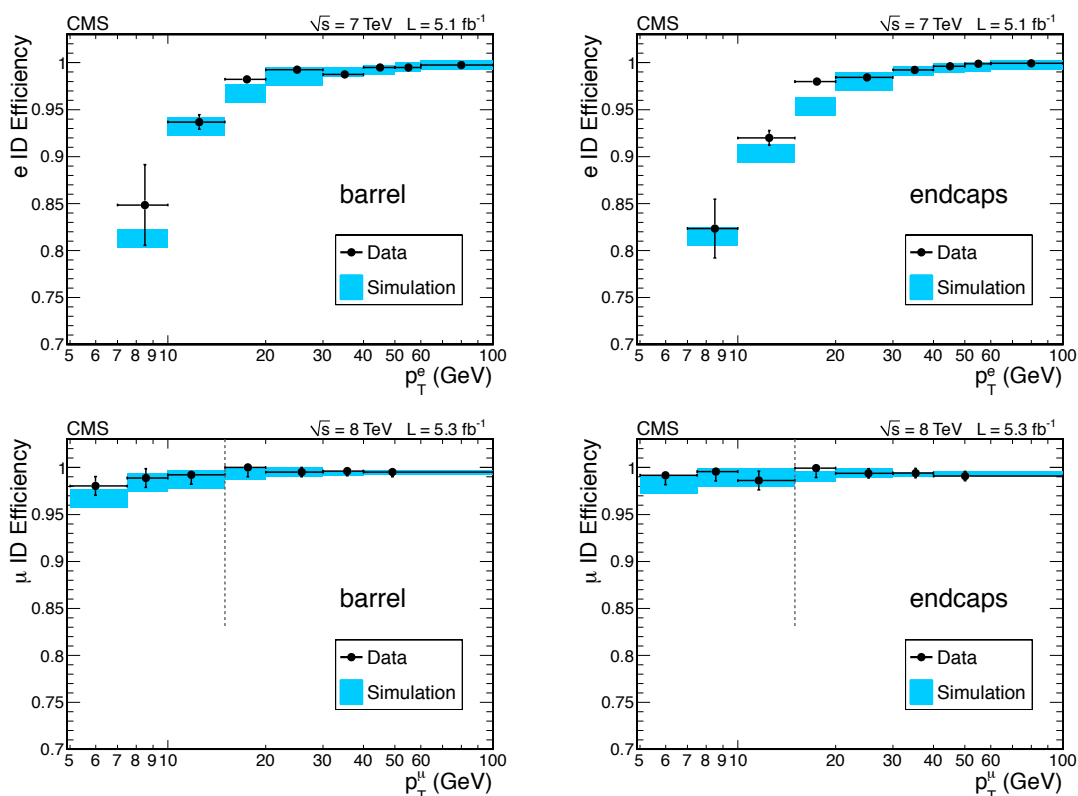 CMS √s = 7 TeV L = 5.1 fb⁻¹
e ID Efficiency
1
0.95
0.9
0.85
0.8
0.75
0.7
barrel
Data
Simulation
5 6 7 8 9 10 20 30 40 50 60 100
p_T^e (GeV)
CMS √s = 7 TeV L = 5.1 fb⁻¹
e ID Efficiency
1
0.95
0.9
0.85
0.8
0.75
0.7
endcaps
Data
Simulation
5 6 7 8 9 10 20 30 40 50 60 100
p_T^e (GeV)
CMS √s = 8 TeV L = 5.3 fb⁻¹
μ ID Efficiency
1
0.95
0.9
0.85
0.8
0.75
0.7
barrel
Data
Simulation
5 6 7 8 9 10 20 30 40 50 60 100
p_T^μ (GeV)
CMS √s = 8 TeV L = 5.3 fb⁻¹
μ ID Efficiency
1
0.95
0.9
0.85
0.8
0.75
0.7
endcaps
Data
Simulation
5 6 7 8 9 10 20 30 40 50 60 100
p_T^μ (GeV)